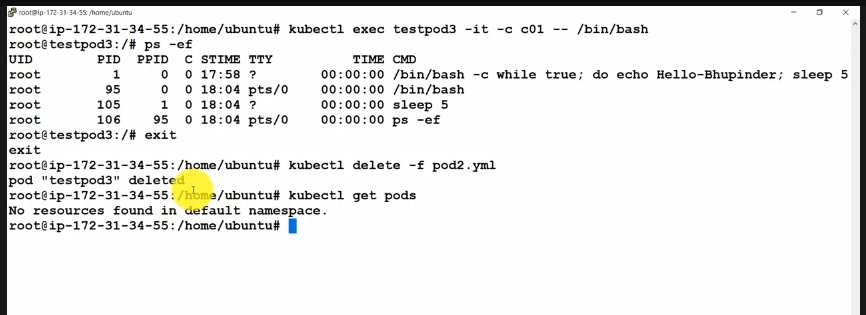 root@ip-172-31-34-55: /home/ubuntu
root@ip-172-31-34-55:/home/ubuntu# kubectl exec testpod3 -it -c c01 -- /bin/bash
root@testpod3:/# ps -ef
UID PID PPID C STIME TTY TIME CMD
root 1 0 0 17:58 ? 00:00:00 /bin/bash -c while true; do echo Hello-Bhupinder; sleep 5
root 95 0 0 18:04 pts/0 00:00:00 /bin/bash
root 105 1 0 18:04 ? 00:00:00 sleep 5
root 106 95 0 18:04 pts/0 00:00:00 ps -ef
root@testpod3:/# exit
exit
root@ip-172-31-34-55:/home/ubuntu# kubectl delete -f pod2.yml
pod "testpod3" deleted
root@ip-172-31-34-55:/home/ubuntu# kubectl get pods
No resources found in default namespace.
root@ip-172-31-34-55:/home/ubuntu#